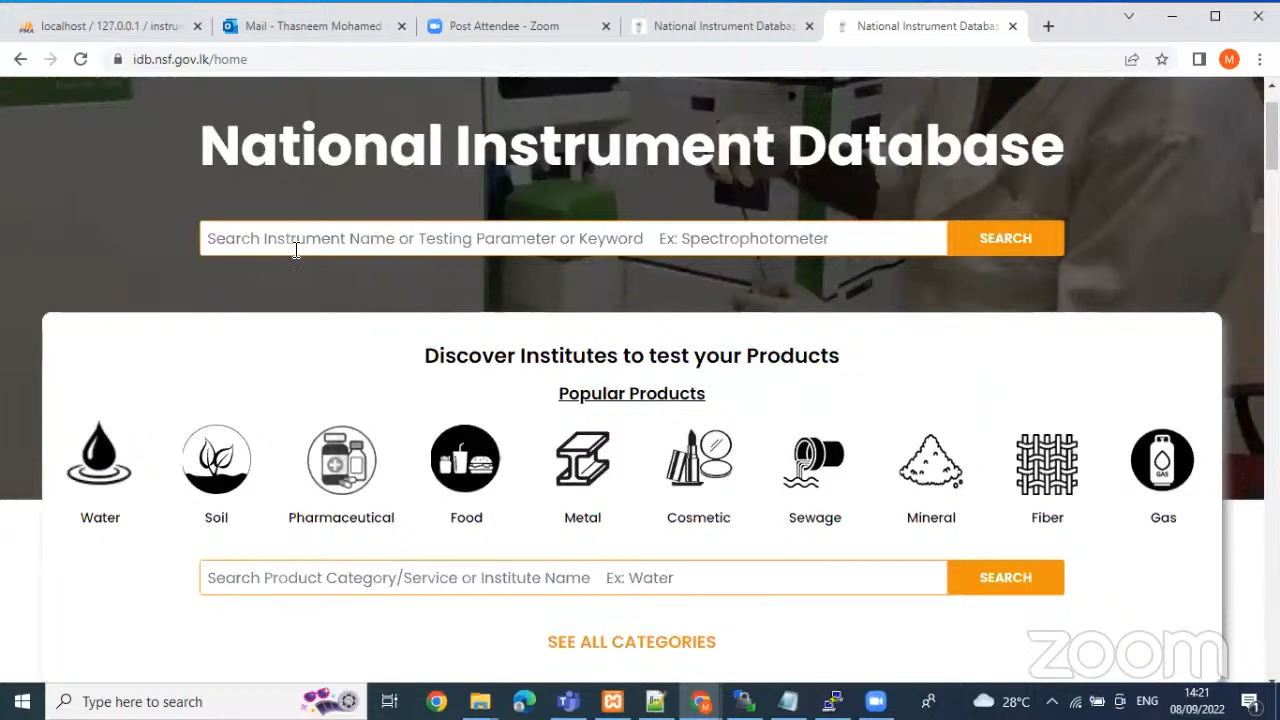 localhost / 127.0.0.1 / instrun
Mail - Thasneem Mohamed
Post Attendee - Zoom
National Instrument Databa
National Instrument Databas
idb.nsf.gov.lk/home
M
National Instrument Database
Search Instrument Name or Testing Parameter or Keyword Ex: Spectrophotometer
SEARCH
Discover Institutes to test your Products
Popular Products
GAS
Water
Soil
Pharmaceutical
Food
Metal
Cosmetic
Sewage
Mineral
Fiber
Gas
Search Product Category/Service or Institute Name Ex: Water
SEARCH
SEE ALL CATEGORIES
zoom
Type here to search
28°C
ENG
14:21
08/09/2022